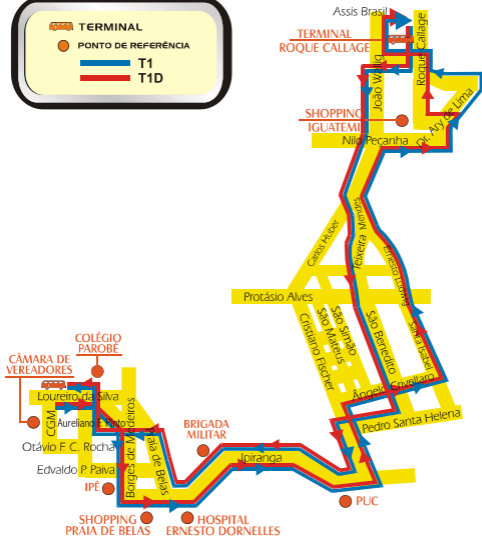 TERMINAL
PONTO DE REFERÊNCIA
T1
T1D
Assis Brasil
TERMINAL
ROQUE CALLAGE
João Wallig
Roque Callage
SHOPPING
IGUATEMI
Nilo Peçanha
Dr. Ary de Lima
Carlos Huber
Teixeira Mendes
Ernesto Ludwig
Protásio Alves
São Simão
São Mateus
Cristiano Fischer
São Benedito
Santa Isabel
Angelo Crivellaro
Pedro Santa Helena
COLÉGIO
PAROBÉ
CÂMARA DE
VEREADORES
Loureiro da Silva
CGM
Aureliano F. Pinto
Otávio F. C. Rocha
Edvaldo P. Paiva
Borges de Medeiros
Praia de Belas
BRIGADA
MILITAR
Ipiranga
IPÊ
PUC
SHOPPING
PRAIA DE BELAS
HOSPITAL
ERNESTO DORNELLES